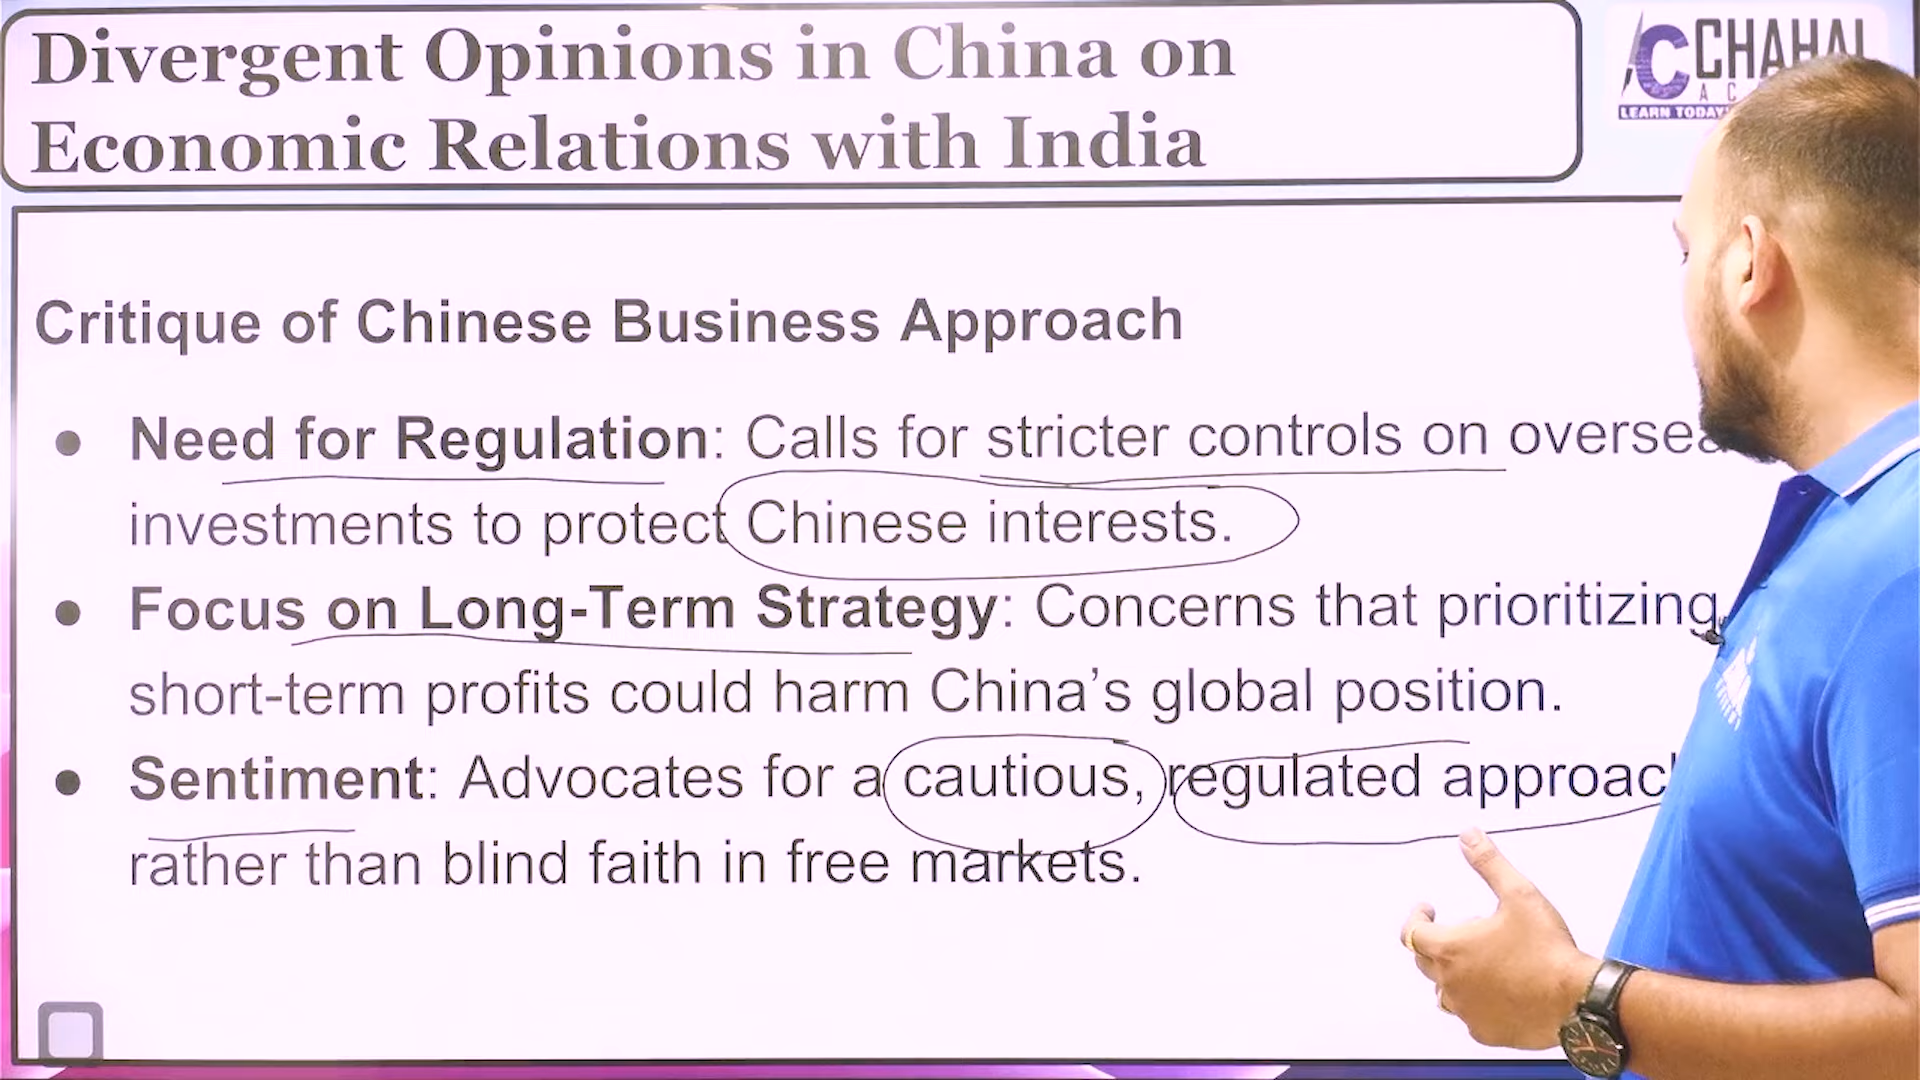 Divergent Opinions in China on
Economic Relations with India
CHAHAL
LEARN TODAY
Critique of Chinese Business Approach
● Need for Regulation: Calls for stricter controls on
investments to protect Chinese interests.
● Focus on Long-Term Strategy: Concerns that prioritizing
short-term profits could harm China’s global position.
● Sentiment: Advocates for a cautious, regulated approach
rather than blind faith in free markets.